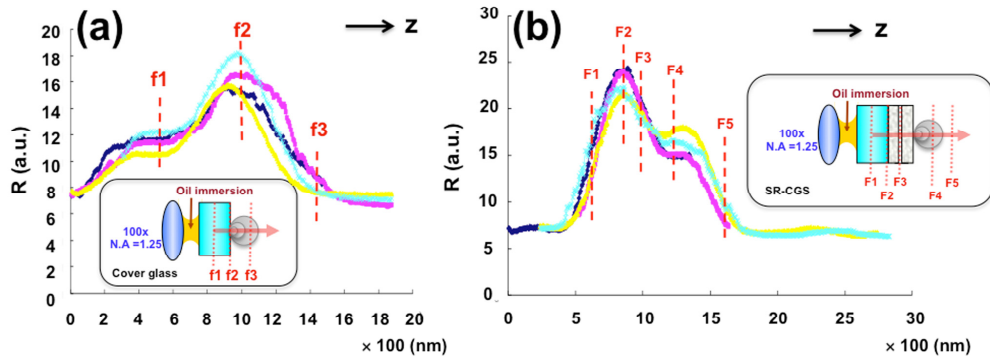 (a)
z
R (a.u.)
20
18
16
14
12
10
8
6
4
2
0
f1
f2
f3
Oil immersion
100x
N.A =1.25
Cover glass
f1 f2 f3
0 2 4 6 8 10 12 14 16 18 20
× 100 (nm)
(b)
z
R (a.u.)
30
25
20
15
10
5
0
F1
F2
F3
F4
F5
Oil immersion
100x
N.A =1.25
SR-CGS
F1 F3 F5
F2 F4
0 5 10 15 20 25 30
× 100 (nm)